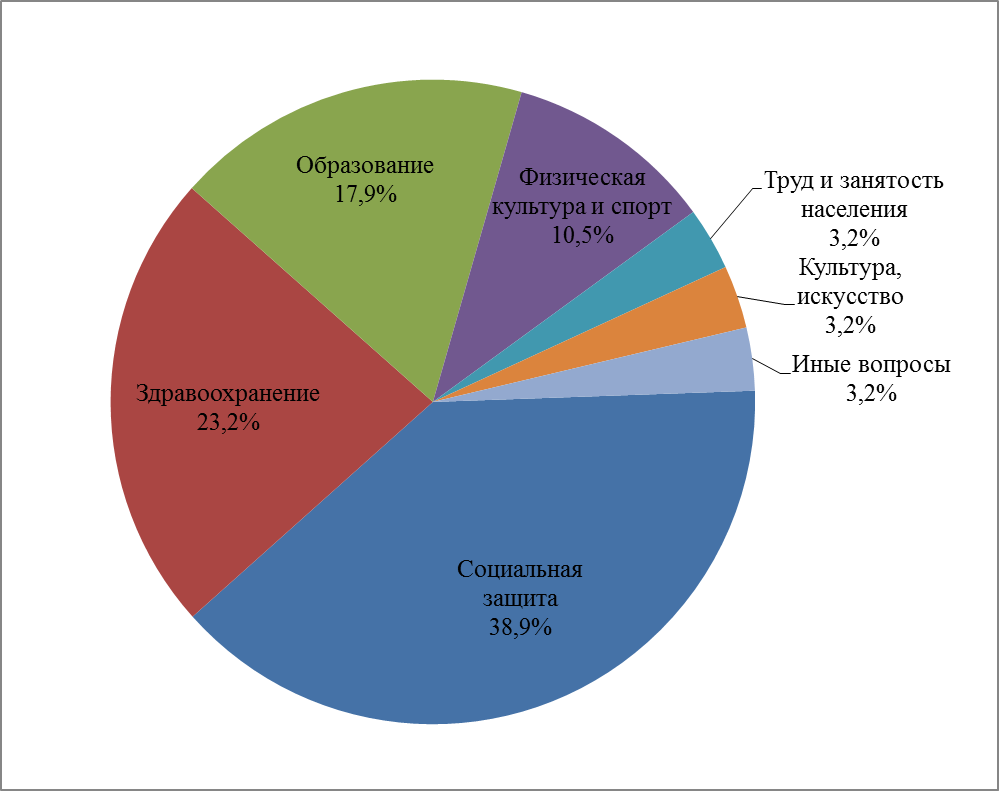 Образование
17,9%
Физическая
культура и спорт
10,5%
Труд и занятость
населения
3,2%
Культура,
искусство
3,2%
Иные вопросы
3,2%
Здравоохранение
23,2%
Социальная
защита
38,9%